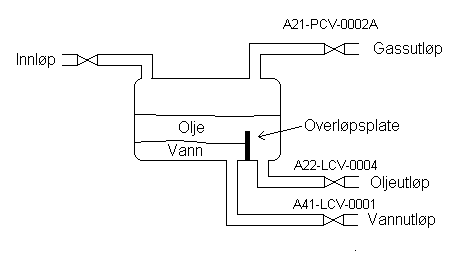 A21-PCV-0002A
Innløp
Gassutløp
Olje
Overløpsplate
Vann
A22-LCV-0004
Oljeutløp
A41-LCV-0001
Vannutløp